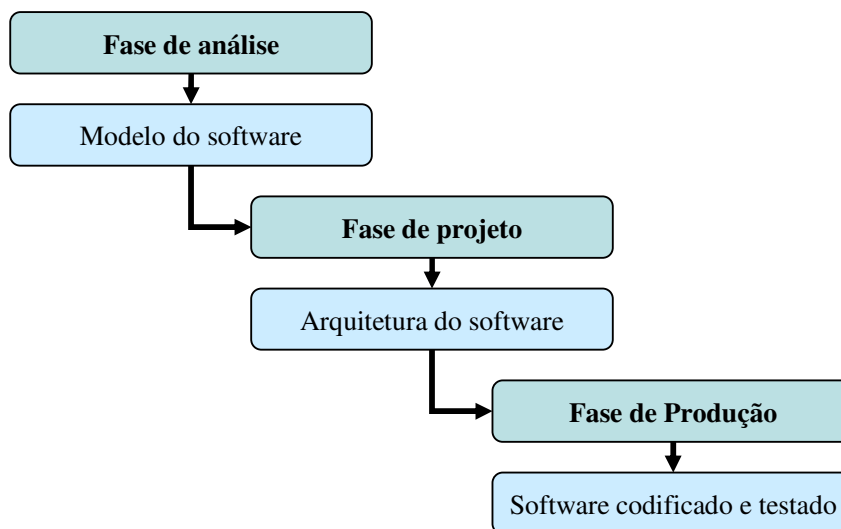 Fase de análise
Modelo do software
Fase de projeto
Arquitetura do software
Fase de Produção
Software codificado e testado